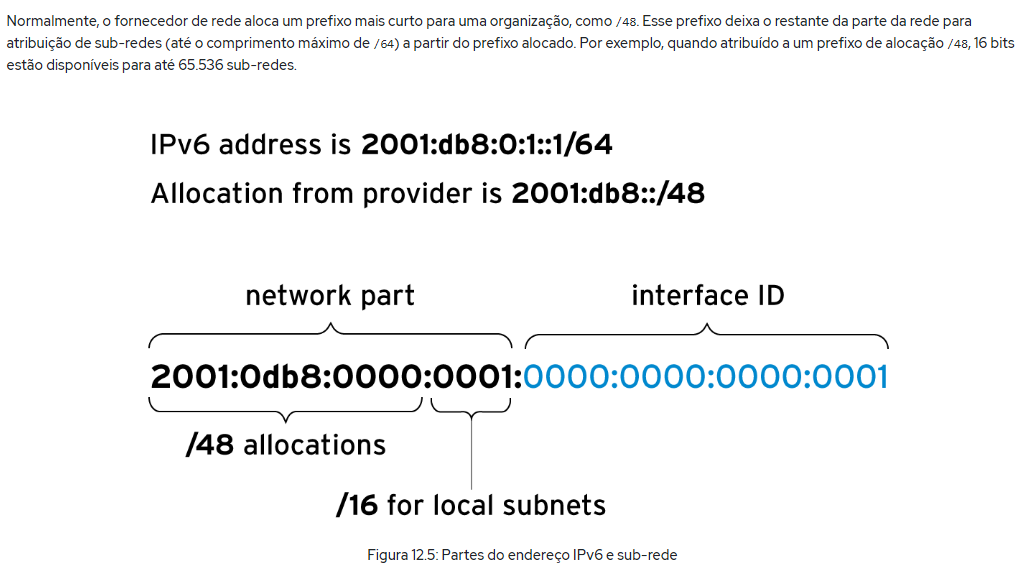 Normalmente, o fornecedor de rede aloca um prefixo mais curto para uma organização, como /48. Esse prefixo deixa o restante da parte da rede para
atribuição de sub-redes (até o comprimento máximo de /64) a partir do prefixo alocado. Por exemplo, quando atribuído a um prefixo de alocação /48, 16 bits
estão disponíveis para até 65.536 sub-redes.
IPv6 address is 2001:db8:0:1::1/64
Allocation from provider is 2001:db8::/48
network part
interface ID
2001:0db8:0000:0001:0000:0000:0000:0001
/48 allocations
/16 for local subnets
Figura 12.5: Partes do endereço IPv6 e sub-rede